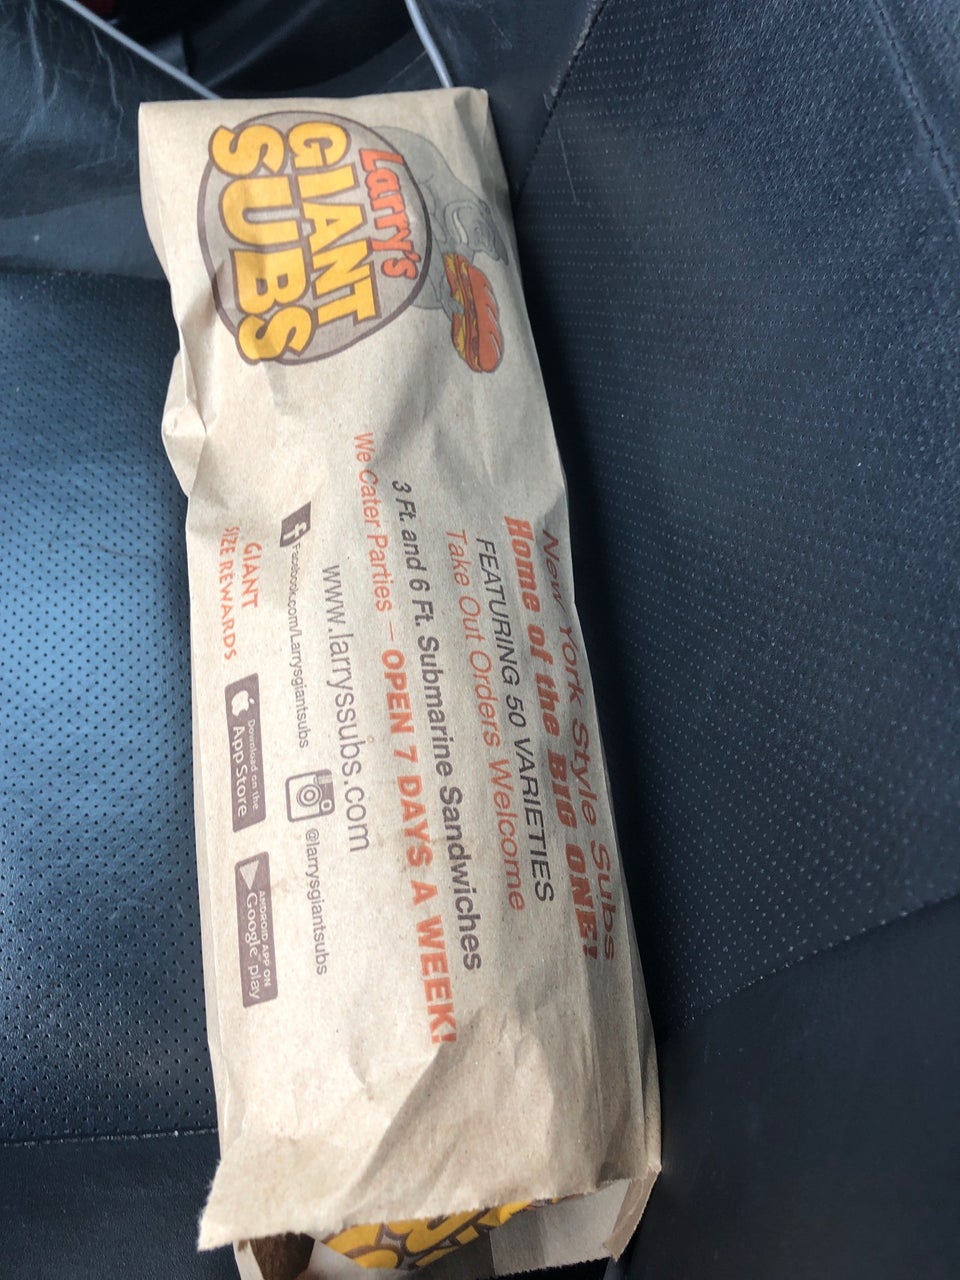 Larry's
GIANT
SUBS
New York Style Subs
Home of the BIG ONE!
FEATURING 50 VARIETIES
Take Out Orders Welcome
3 Ft. and 6 Ft. Submarine Sandwiches
We Cater Parties – OPEN 7 DAYS A WEEK!
www.larryssubs.com
f Facebook.com/Larrysgiantsubs @larrysgiantsubs
GIANT
SIZE REWARDS
Download on the
App Store
ANDROID APP ON
Google play